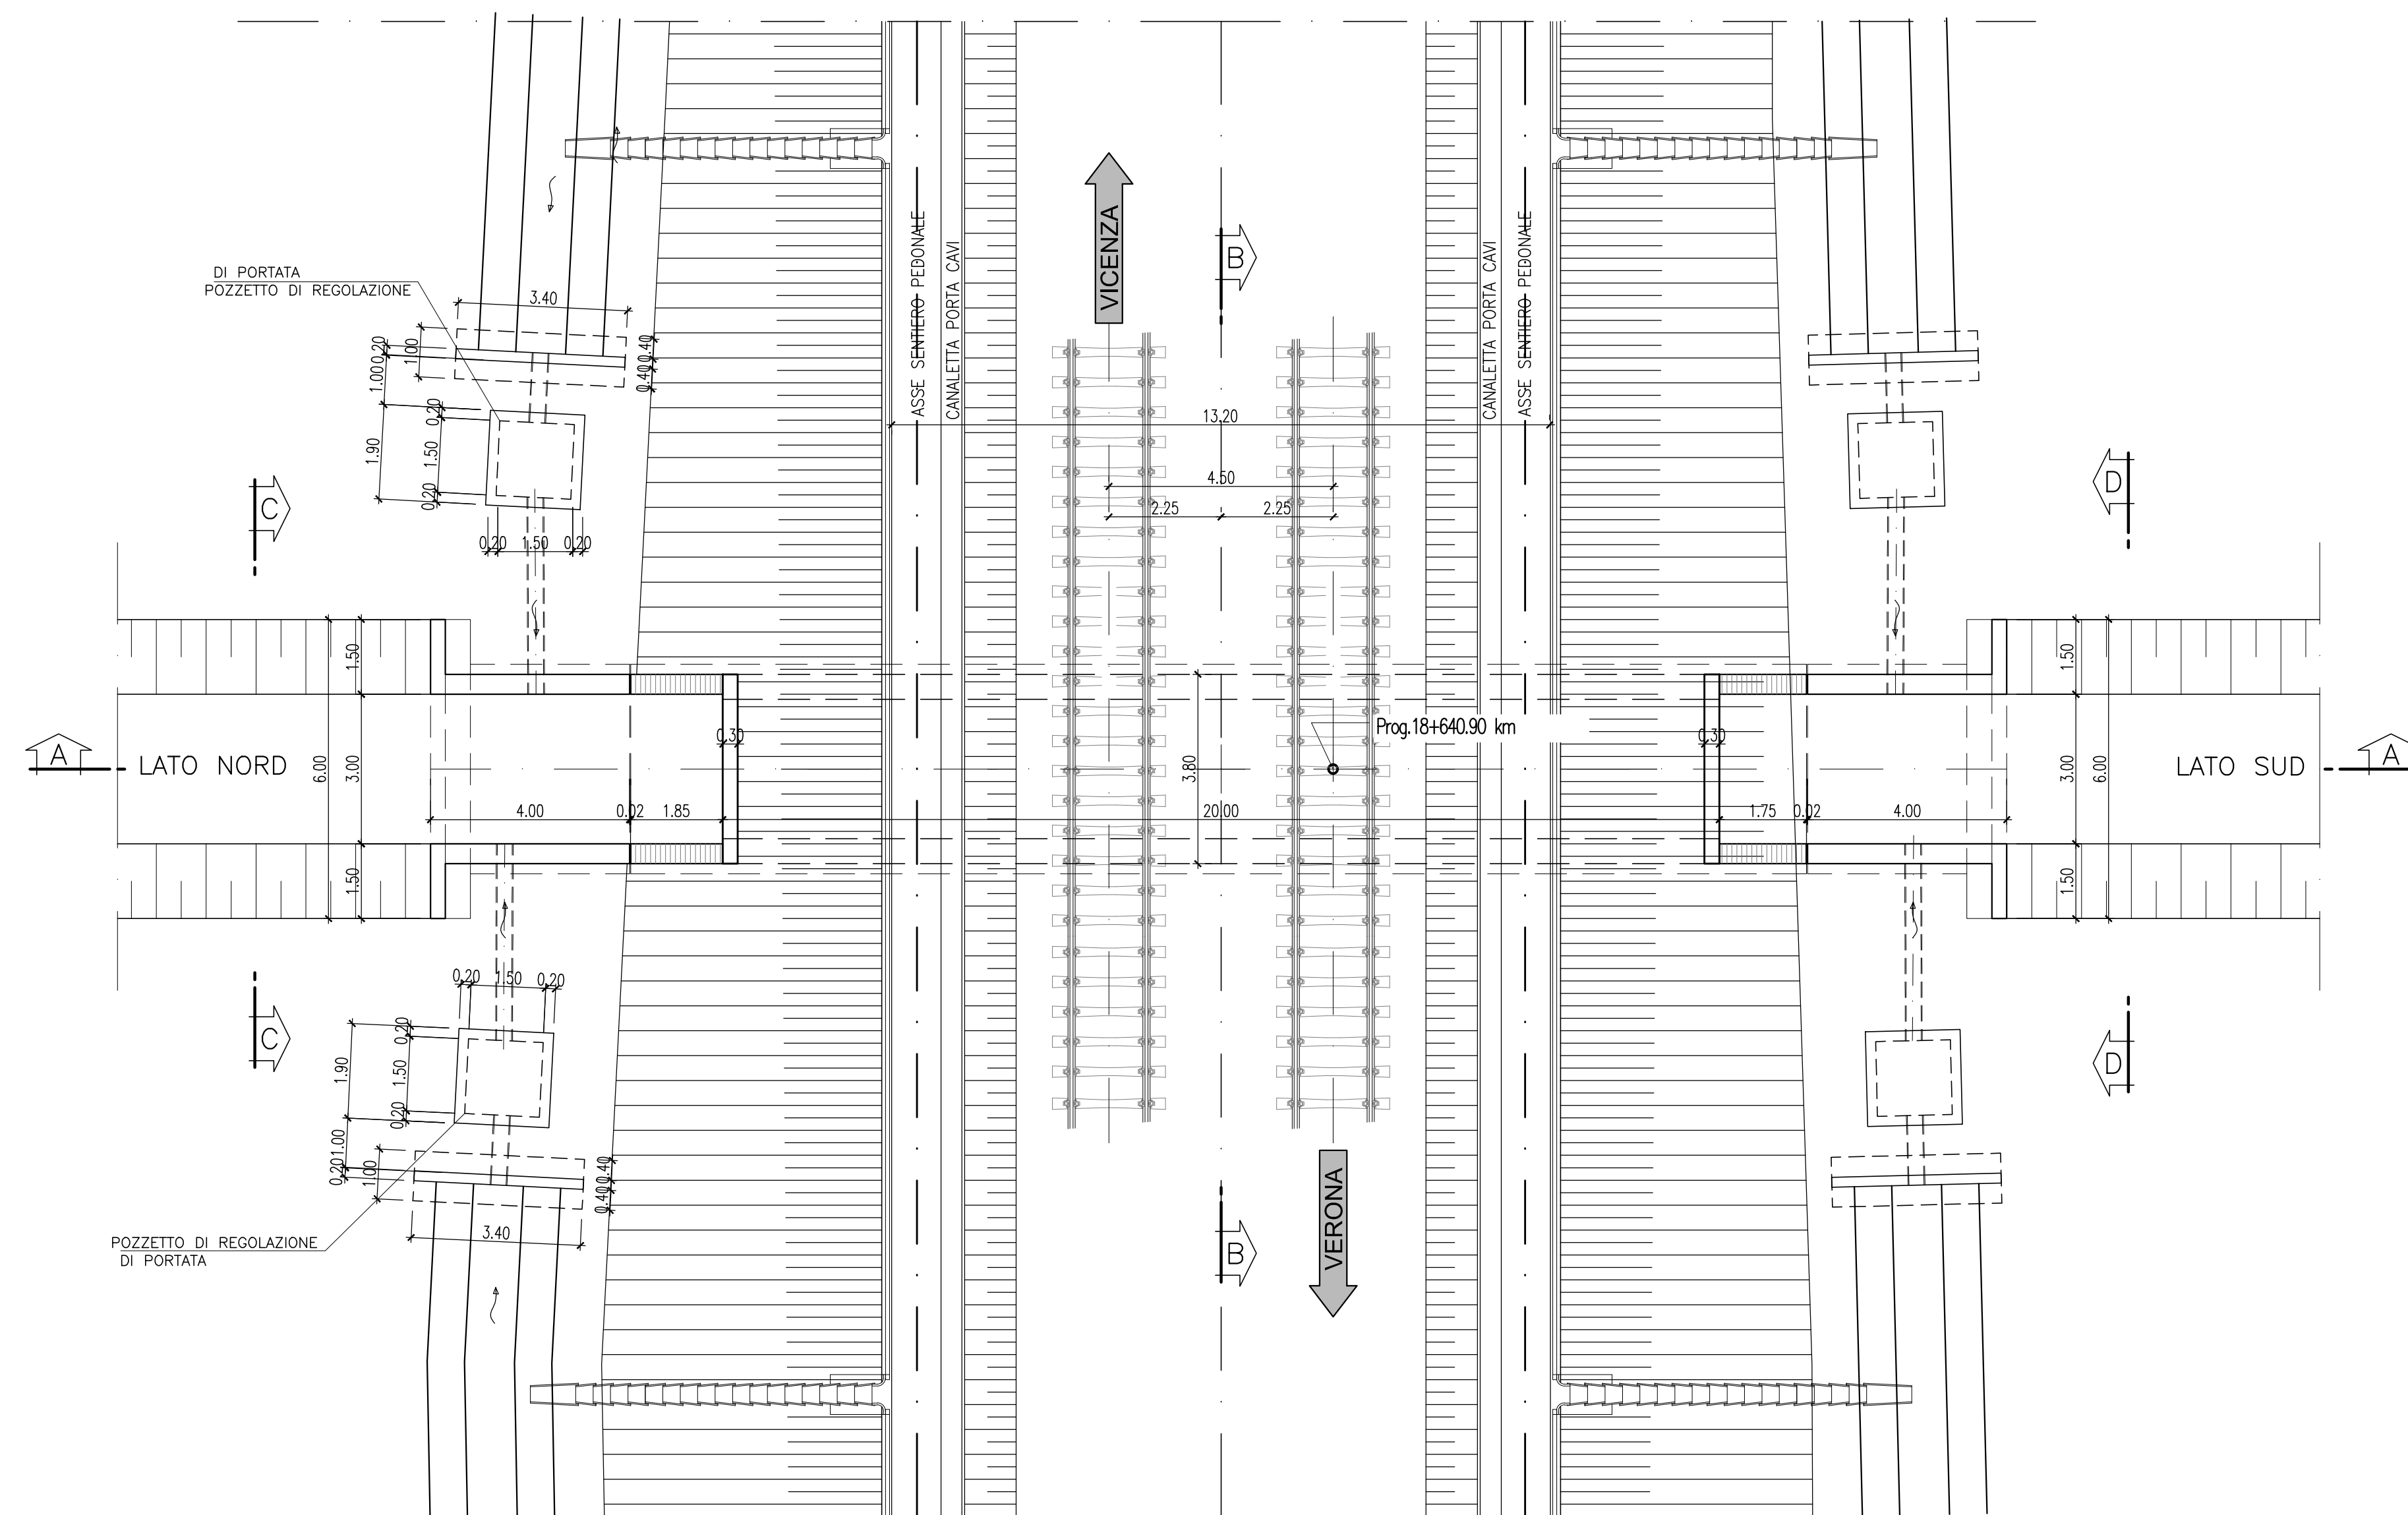 VICENZA
B
ASSE SENTIERO PEDONALE
CANALETTA PORTA CAVI
CANALETTA PORTA CAVI
ASSE SENTIERO PEDONALE
DI PORTATA
POZZETTO DI REGOLAZIONE
3.40
0.20
1.00
1.00
0.40
0.40
0.20
1.50
0.20
1.90
0.20 1.50 0.20
13.20
4.50
2.25 2.25
C
D
1.50
3.00
6.00
1.50
A
LATO NORD
4.00 0.02 1.85
0.30
3.80
20.00
Prog.18+640.90 km
0.30
1.75 0.02 4.00
1.50
3.00
6.00
1.50
LATO SUD
A
C
D
0.20 1.50 0.20
0.20
1.50
0.20
1.90
1.00
0.20
1.00
0.40
0.40
3.40
POZZETTO DI REGOLAZIONE
DI PORTATA
B
VERONA